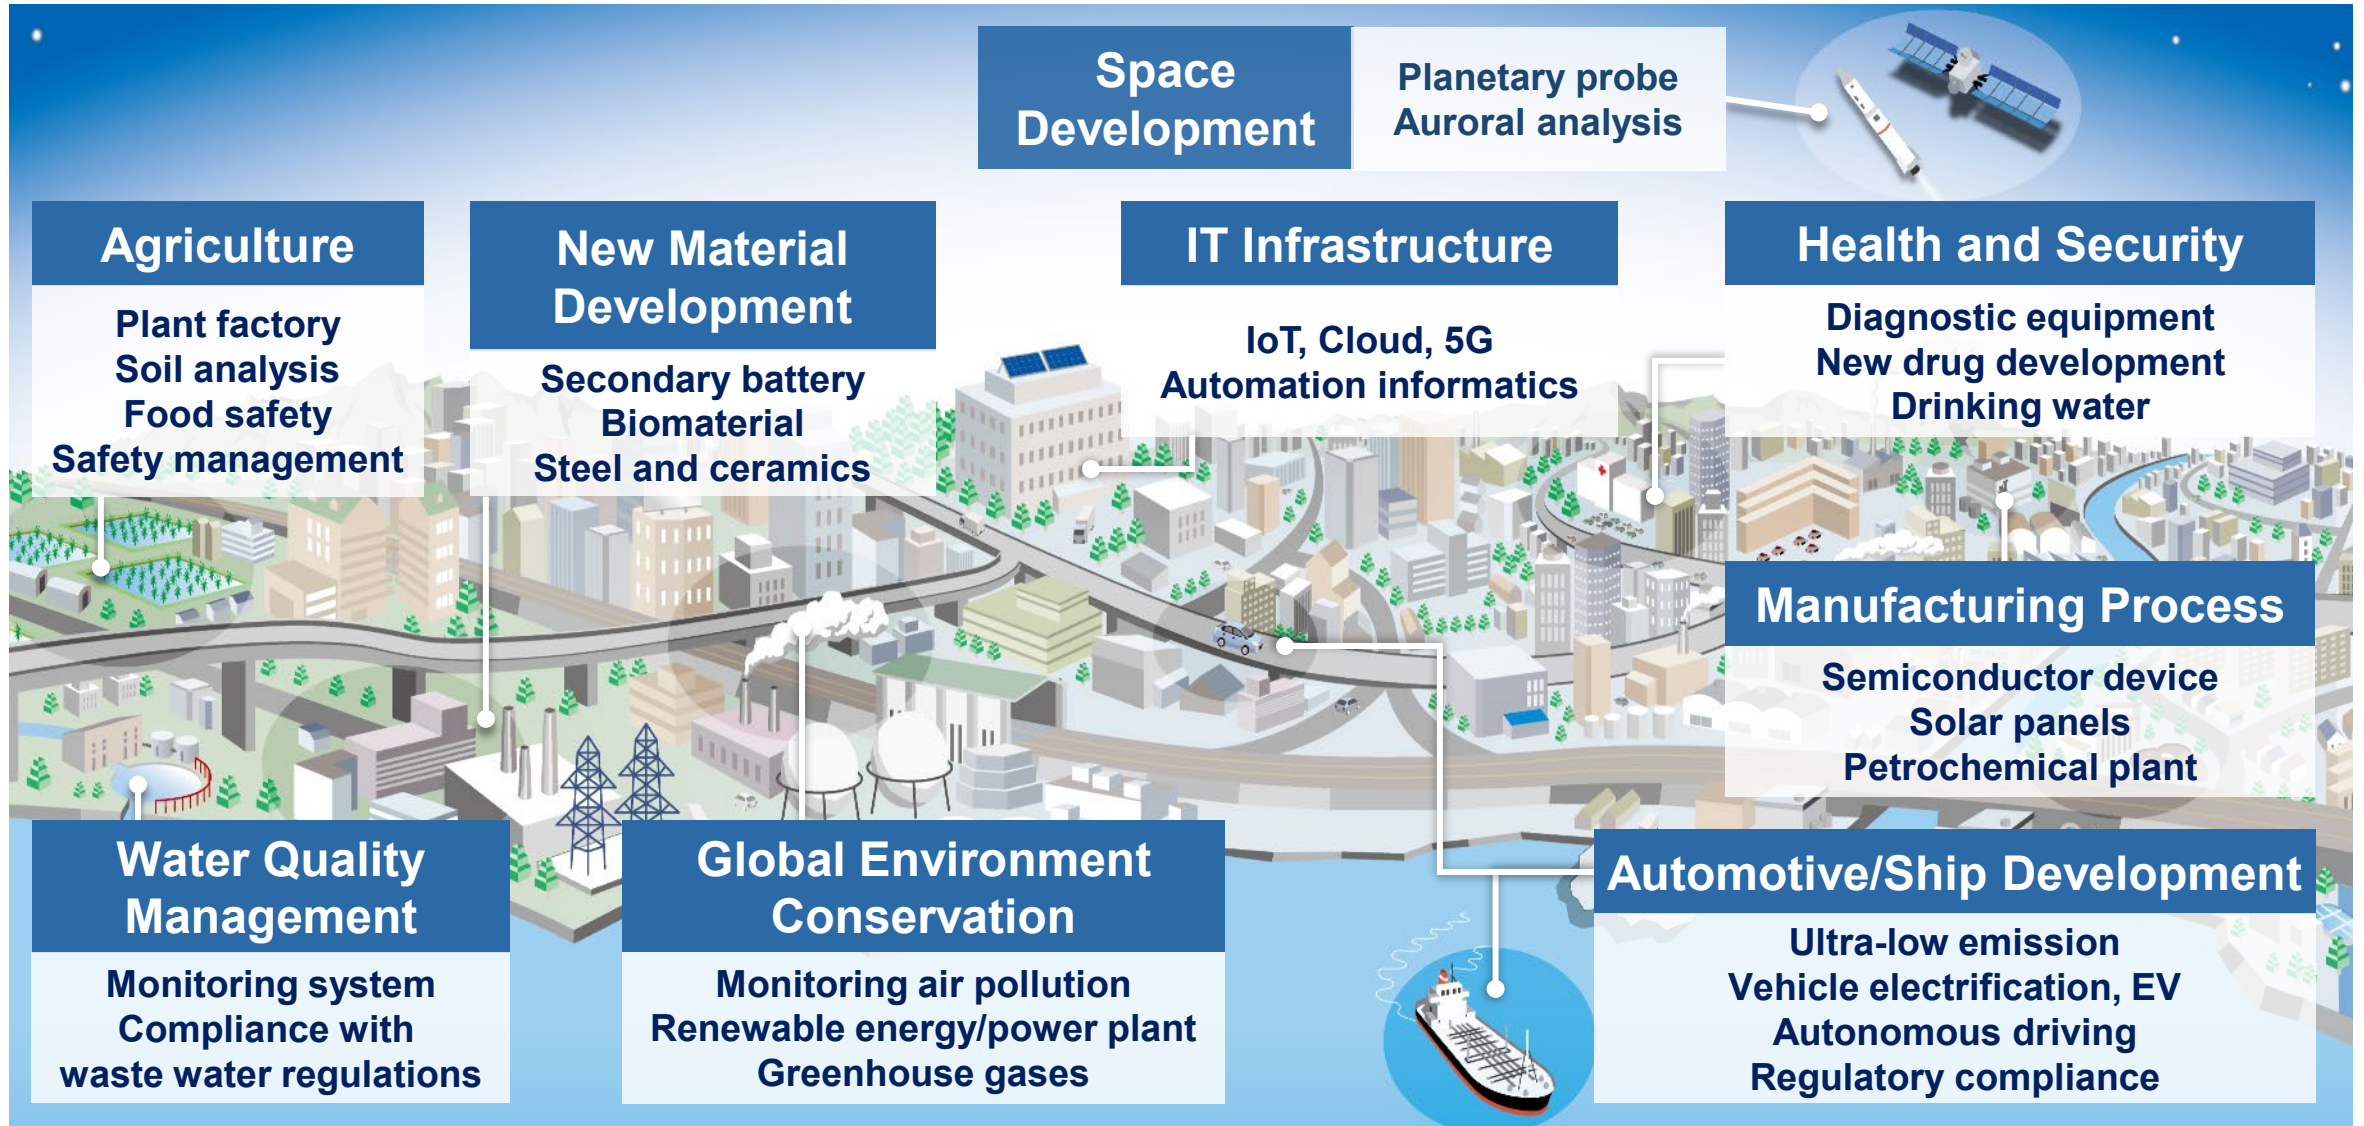 Space
Development
Planetary probe
Auroral analysis
Agriculture
Plant factory
Soil analysis
Food safety
Safety management
New Material
Development
Secondary battery
Biomaterial
Steel and ceramics
IT Infrastructure
IoT, Cloud, 5G
Automation informatics
Health and Security
Diagnostic equipment
New drug development
Drinking water
Manufacturing Process
Semiconductor device
Solar panels
Petrochemical plant
Water Quality
Management
Monitoring system
Compliance with
waste water regulations
Global Environment
Conservation
Monitoring air pollution
Renewable energy/power plant
Greenhouse gases
Automotive/Ship Development
Ultra-low emission
Vehicle electrification, EV
Autonomous driving
Regulatory compliance